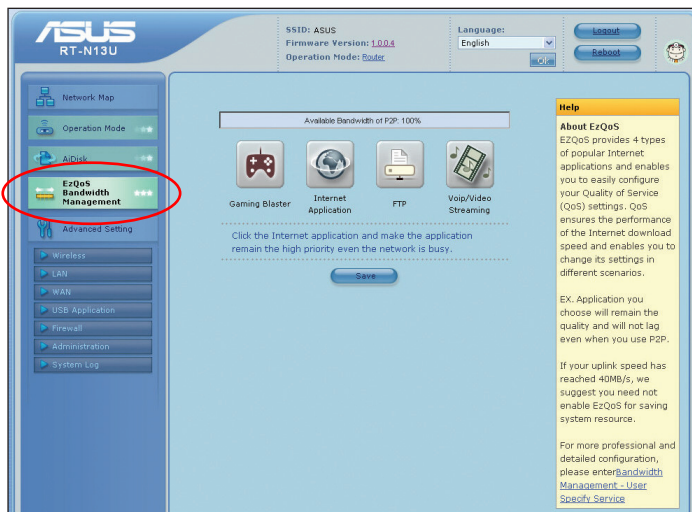 ASUS
RT-N13U
SSID: ASUS
Firmware Version: 1.0.0.4
Operation Mode: Router
Language:
English
OK
Logout
Reboot
Network Map
Operation Mode
AiDisk
EzQoS
Bandwidth
Management
Advanced Setting
Wireless
LAN
WAN
USB Application
Firewall
Administration
System Log
Available Bandwidth of P2P: 100%
Gaming Blaster
Internet
Application
FTP
Voip/Video
Streaming
Click the Internet application and make the application
remain the high priority even the network is busy.
Save
Help
About EzQoS
EZQoS provides 4 types
of popular Internet
applications and enables
you to easily configure
your Quality of Service
(QoS) settings. QoS
ensures the performance
of the Internet download
speed and enables you to
change its settings in
different scenarios.
EX. Application you
choose will remain the
quality and will not lag
even when you use P2P.
If your uplink speed has
reached 40MB/s, we
suggest you need not
enable EzQoS for saving
system resource.
For more professional and
detailed configuration,
please enterBandwidth
Management - User
Specify Service